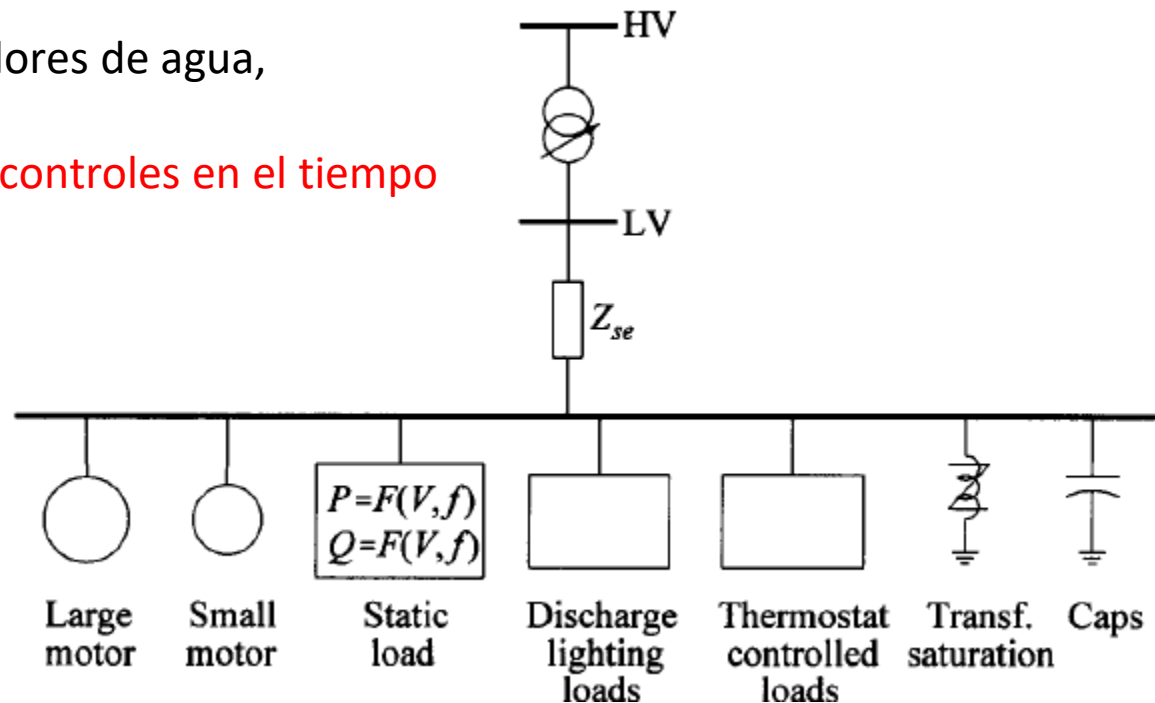 lores de agua,
controles en el tiempo
HV
LV
Zse
P=F(V,f)
Q=F(V,f)
Large motor
Small motor
Static load
Discharge lighting loads
Thermostat controlled loads
Transf. saturation
Caps